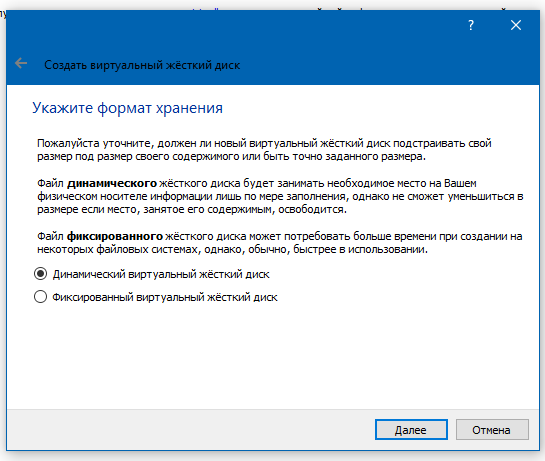 ?
Создать виртуальный жёсткий диск
Укажите формат хранения
Пожалуйста уточните, должен ли новый виртуальный жёсткий диск подстраивать свой
размер под размер своего содержимого или быть точно заданного размера.
Файл динамического жёсткого диска будет занимать необходимое место на Вашем
физическом носителе информации лишь по мере заполнения, однако не сможет уменьшиться в
размере если место, занятое его содержимым, освободится.
Файл фиксированного жёсткого диска может потребовать больше времени при создании на
некоторых файловых системах, однако, обычно, быстрее в использовании.
Динамический виртуальный жёсткий диск
Фиксированный виртуальный жёсткий диск
Далее
Отмена